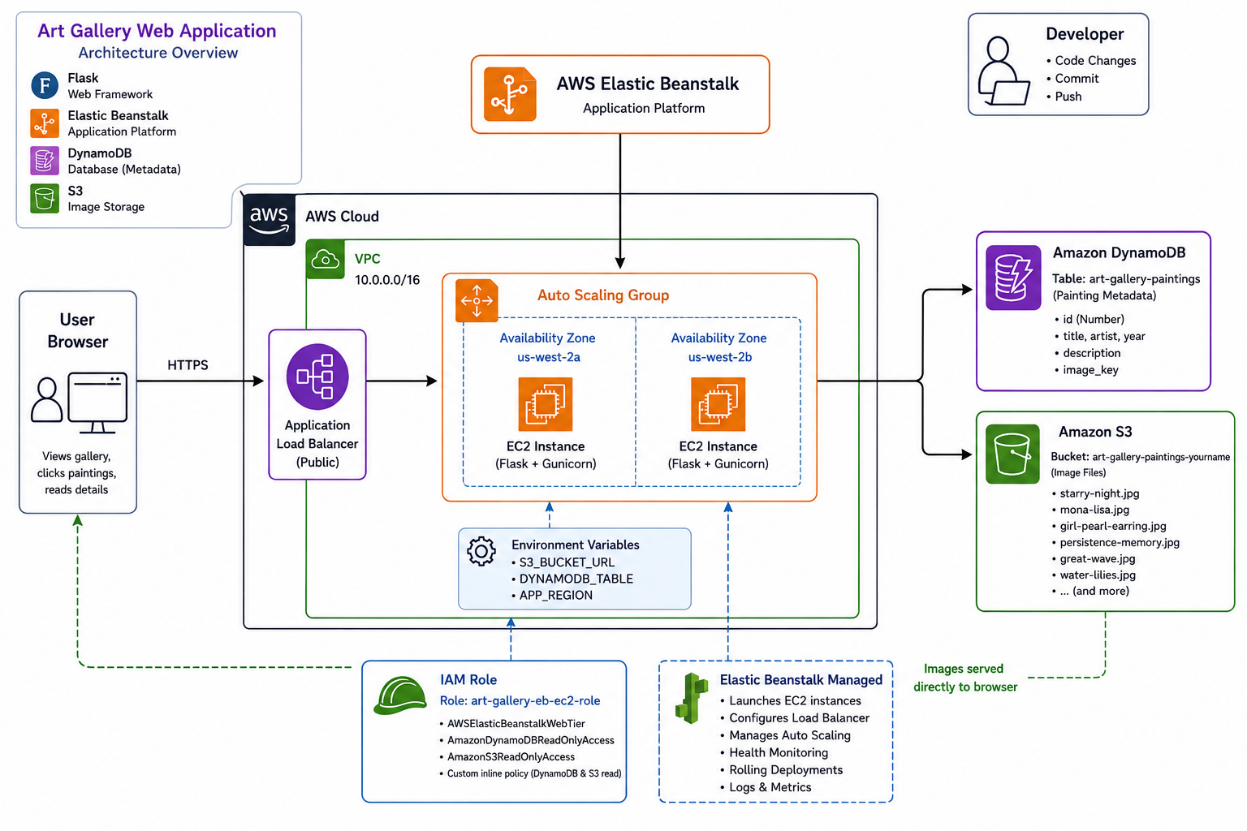 Art Gallery Web Application
Architecture Overview
F
Flask
Web Framework
Elastic Beanstalk
Application Platform
DynamoDB
Database (Metadata)
S3
Image Storage
AWS Elastic Beanstalk
Application Platform
Developer
• Code Changes
• Commit
• Push
aws
AWS Cloud
VPC
10.0.0.0/16
User
Browser
Views gallery,
clicks paintings,
reads details
HTTPS
Application
Load Balancer
(Public)
Auto Scaling Group
Availability Zone
us-west-2a
EC2 Instance
(Flask + Gunicorn)
Availability Zone
us-west-2b
EC2 Instance
(Flask + Gunicorn)
Environment Variables
• S3_BUCKET_URL
• DYNAMODB_TABLE
• APP_REGION
Amazon DynamoDB
Table: art-gallery-paintings
(Painting Metadata)
• id (Number)
• title, artist, year
• description
• image_key
Amazon S3
Bucket: art-gallery-paintings-yourname
(Image Files)
• starry-night.jpg
• mona-lisa.jpg
• girl-pearl-earring.jpg
• persistence-memory.jpg
• great-wave.jpg
• water-lilies.jpg
• ... (and more)
IAM Role
Role: art-gallery-eb-ec2-role
• AWSElasticBeanstalkWebTier
• AmazonDynamoDBReadOnlyAccess
• AmazonS3ReadOnlyAccess
• Custom inline policy (DynamoDB & S3 read)
Elastic Beanstalk Managed
• Launches EC2 instances
• Configures Load Balancer
• Manages Auto Scaling
• Health Monitoring
• Rolling Deployments
• Logs & Metrics
Images served
directly to browser